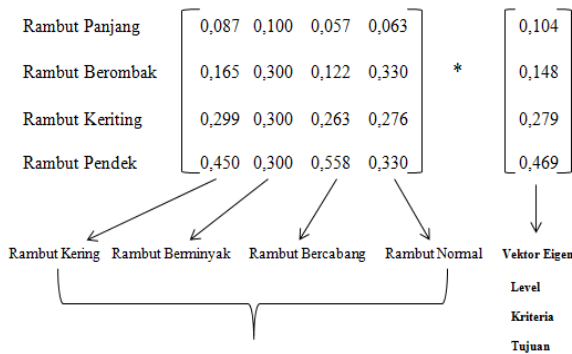 Rambut Panjang 0,087 0,100 0,057 0,063 0,104
Rambut Berombak 0,165 0,300 0,122 0,330 * 0,148
Rambut Keriting 0,299 0,300 0,263 0,276 0,279
Rambut Pendek 0,450 0,300 0,558 0,330 0,469
Rambut Kering Rambut Berminyak Rambut Bercabang Rambut Normal Vektor Eigen
Level
Kriteria
Tujuan